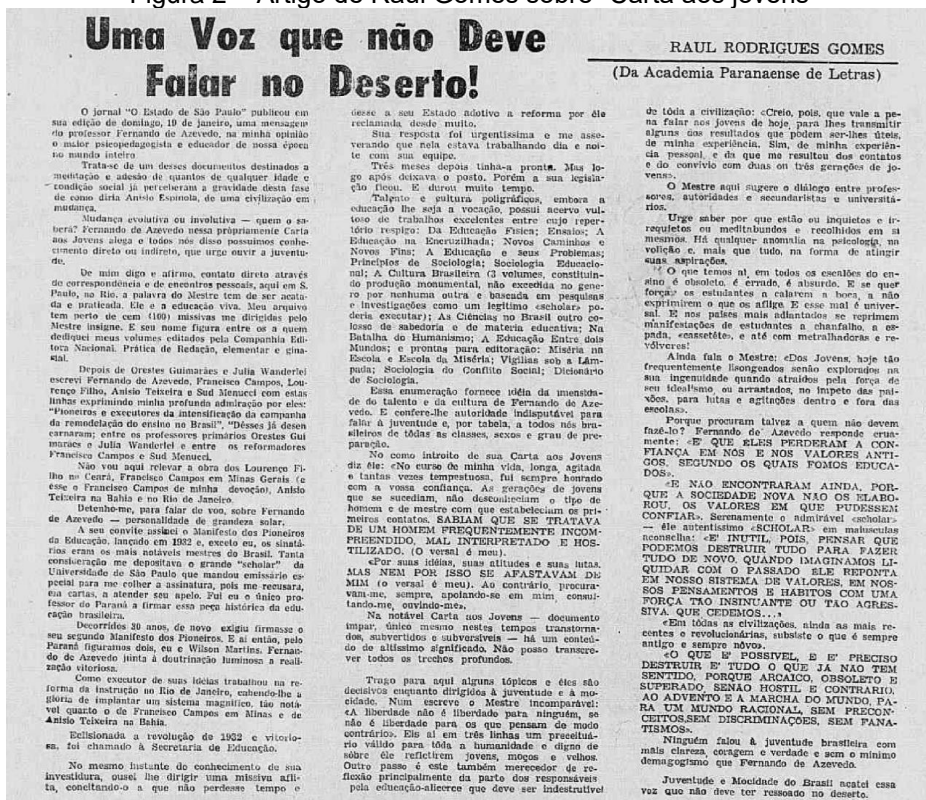 Figura 2 – Artigo de Raul Gomes sobre "Carta aos jovens"
Uma Voz que não Deve
Falar no Deserto!
RAUL RODRIGUES GOMES
(Da Academia Paranaense de Letras)
O jornal "O Estado de São Paulo" publicou em
sua edição de domingo, 19 de janeiro, uma mensagem
do professor Fernando de Azevedo, na minha opinião
o maior psicopedagogista e educador de nossa época
no mundo inteiro
Trata-se de um desses documentos destinados a
meditação e adesão de quantos de qualquer idade e
condição social já perceberam a gravidade desta fase
de como diria Anisio Espinola, de uma civilização em
mudança.
Mudança evolutiva ou involutiva — quem o sa-
berá? Fernando de Azevedo nessa pròpriamente Carta
aos Jovens alega o todos nós disso possuimos conhe-
cimento direto ou indireto, que urge ouvir a juventu-
de.
De mim digo e afirmo, contato direto através
de correspondência e de encontros pessoais, aqui em S.
Paulo, no Rio, a palavra do Mestre tem de ser acata-
da e praticada. Ele e a educação viva. Meu arquivo
tem perto de cem (100) missivas me dirigidas pelo
Mestre insigne. E seu nome figura entre os a quem
dediquei meus volumes editados pela Companhia Edi-
tora Nacional. Prática de Redação, elementar e gina-
sial.
Depois de Orestes Guimarães e Julia Wanderlei
escrevi Fernando de Azevedo, Francisco Campos, Lou-
renço Filho, Anisio Teixeira e Sud Menucci com estas
linhas exprimindo minha profunda admiração por eles:
"Pioneiros e executores da intensificação da campanha
da remodelação do ensino no Brasil", "Désses já desen
carnaram; entre os professores primários Orestes Gui
marães e Julia Wanderlei e entre os reformadores
Francisco Campos e Sud Menucci.
Não vou aqui relevar a obra dos Lourenço Fi-
lho no Ceará, Francisco Campos em Minas Gerais (e
esse o Francisco Campos de minha devoção), Anisio
Teixeira na Bahia e no Rio de Janeiro.
Detenho-me, para falar de voo, sobre Fernando
de Azevedo — personalidade de grandeza solar.
A seu convite assinei o Manifesto dos Pioneiros
da Educação, lançado em 1932 e, exceto eu, os sinatá-
rios eram os mais notáveis mestres do Brasil. Tanta
consideração me depositava o grande "scholar" da
Universidade de São Paulo que mandou emissário es-
pecial para me colher a assinatura, pois me recusara,
em cartas, a atender seu apelo. Fui eu o único pro-
fessor do Paraná a firmar essa peça histórica da edu-
cação brasileira.
Decorridos 30 anos, de novo exigiu firmasse o
seu segundo Manifesto dos Pioneiros. E aí então, pelo
Paraná figuramos dois, eu e Wilson Martins. Fernan-
do de Azevedo junta à doutrinação luminosa a reali-
zação vitoriosa.
Como executor de suas idéias trabalhou na re-
forma da instrução no Rio de Janeiro, cabendo-lhe a
glória de implantar um sistema magnífico, tão notá-
vel quanto o de Francisco Campos em Minas e de
Anisio Teixeira na Bahia.
Eclisionada a revolução de 1932 e vitorio-
sa, foi chamado à Secretaria de Educação.
No mesmo instante do conhecimento de sua
investidura, ousei lhe dirigir uma missiva afli-
ta, concitando-o a que não perdesse tempo e
desse a seu Estado adotivo a reforma por êle
reclamada desde muito.
Sua resposta foi urgentíssima e me asse-
verando que nela estava trabalhando dia e noi-
te com sua equipe.
Três meses depois tinha-a pronta. Mas lo-
go após deixava o posto. Porém a sua legisla-
ção ficou. E durou muito tempo.
Talento e cultura poligráficos, embora a
educação lhe seja a vocação, possui acervo vul-
toso de trabalhos excelentes entre cujo reper-
tório respigo: Da Educação Física; Ensaios; A
Educação na Encruzilhada; Novos Caminhos e
Novos Fins; A Educação e seus Problemas;
Princípios de Sociologia; Sociologia Educacio-
nal; A Cultura Brasileira (3 volumes, constituin-
do produção monumental, não excedida no gene-
ro por nenhuma outra e baseada em pesquisas
e investigações como um legítimo «scholar» po-
deria executar); As Ciências no Brasil outro co-
losso de sabedoria e de materia educativa; Na
Batalha do Humanismo; A Educação Entre dois
Mundos; e prontas para editoração: Miséria na
Escola e Escola da Miséria; Vigílias sob a Lâm-
pada; Sociologia do Conflito Social; Dicionário
de Sociologia.
Essa enumeração fornece idéia da imensida-
de do talento e da cultura de Fernando de Aze-
vedo. E confere-lhe autoridade indisputável para
falar à juventude e, por tabela, a todos nós bra-
sileiros de tôdas as classes, sexos e grau de pre-
paração.
No como introito de sua Carta aos Jovens
diz êle: «No curso de minha vida, longa, agitada
e tantas vezes tempestuosa, fui sempre honrado
com a vossa confiança. As gerações de jovens
que se sucediam, não desconheciam o tipo de
homem e de mestre com que estabeleciam os pri-
meiros contatos. SABIAM QUE SE TRATAVA
DE UM HOMEM FREQUENTEMENTE INCOM-
PREENDIDO, MAL INTERPRETADO E HOS-
TILIZADO. (O versal é meu).
«Por suas idéias, suas atitudes e suas lutas.
MAS NEM POR ISSO SE AFASTAVAM DE
MIM (o versal é meu). Ao contrário, procura-
vam-me, sempre, apoiando-se em mim, consul-
tando-me, ouvindo-me».
Na notável Carta aos Jovens — documento
impar, único mesmo nestes tempos transtorna-
dos, subvertidos e subversíveis — há um conteú-
do de altíssimo significado. Não posso transcre-
ver todos os trechos profundos.
Trago para aqui alguns tópicos e êles são
decisivos enquanto dirigidos à juventude e à mo-
cidade. Num escreve o Mestre incomparável:
«A liberdade não é liberdade para ninguém, se
não é liberdade para os que pensam de modo
contrário». Eis aí em três linhas um preceituá-
rio válido para tôda a humanidade e digno de
sôbre êle refletirem jovens, moços e velhos.
Outro passo é este também merecedor de re-
flexão principalmente da parte dos responsáveis
pela educação-alicerce que deve ser indestrutível
de tôda a civilização: «Creio, pois, que vale a pe-
na falar aos jovens de hoje, para lhes transmitir
alguns dos resultados que podem ser-lhes úteis,
de minha experiência. Sim, de minha experiên-
cia pessoal, e da que me resultou dos contatos
e do convívio com duas ou três gerações de jo-
vens».
O Mestre aqui sugere o diálogo entre profes-
sores, autoridades e secundaristas e universitá-
rios.
Urge saber por que estão ou inquietos e ir-
requietos ou meditabundos e recolhidos em si
mesmos. Há qualquer anomalia na psicologia, na
volição e, mais que tudo, na forma de atingir
suas aspirações.
O que temos aí, em todos os escalões do en-
sino é obsoleto, é errado, é absurdo. E se quer
forçar os estudantes a calarem a boca, a não
exprimirem o que os aflige. E esse mal é univer-
sal. E nos países mais adiantados se reprimem
manifestações de estudantes a chanfalho, a es-
pada, «cassetête», e até com metralhadoras e re-
vólveres!
Ainda fala o Mestre: «Dos Jovens, hoje tão
frequentemente lisongeados senão explorados na
sua ingenuidade quando atraídos pela força de
seu idealismo, ou arrastados, no ímpeto das pai-
xões, para lutas e agitações dentro e fora das
escolas».
Porque procuram talvez a quem não devem
fazê-lo? Fernando de Azevedo responde crua-
mente: «E' QUE ÊLES PERDERAM A CON-
FIANÇA EM NÓS E NOS VALORES ANTI-
GOS, SEGUNDO OS QUAIS FOMOS EDUCA-
DOS».
«E NÃO ENCONTRARAM AINDA, POR-
QUE A SOCIEDADE NOVA NÃO OS ELABO-
ROU, OS VALORES EM QUE PUDESSEM
CONFIAR». Serenamente o admirável «scholar»
— êle autentissimo «SCHOLAR» em maiusculas
aconselha: «E' INUTIL, POIS, PENSAR QUE
PODEMOS DESTRUIR TUDO PARA FAZER
TUDO DE NOVO, QUANDO IMAGINAMOS LI-
QUIDAR COM O PASSADO ELE REPONTA
EM NOSSO SISTEMA DE VALORES, EM NOS-
SOS PENSAMENTOS E HABITOS COM UMA
FORÇA TÃO INSINUANTE OU TÃO AGRES-
SIVA, QUE CEDEMOS...»
«Em tôdas as civilizações, ainda as mais re-
centes e revolucionárias, subsiste o que é sempre
antigo e sempre nôvo».
«O QUE E' POSSIVEL, E E' PRECISO
DESTRUIR E' TUDO O QUE JA NÃO TEM
SENTIDO, PORQUE ARCAICO, OBSOLETO E
SUPERADO, SENÃO HOSTIL E CONTRARIO,
AO ADVENTO E A MARCHA DO MUNDO, PA-
RA UM MUNDO RACIONAL, SEM PRECON-
CEITOS,SEM DISCRIMINAÇÕES, SEM FANA-
TISMOS».
Ninguém falou à juventude brasileira com
mais clareza, coragem e verdade e sem o minimo
demagogismo que Fernando de Azevedo.
Juventude e Mocidade do Brasil acatei essa
voz que não deve ter ressoado no deserto.